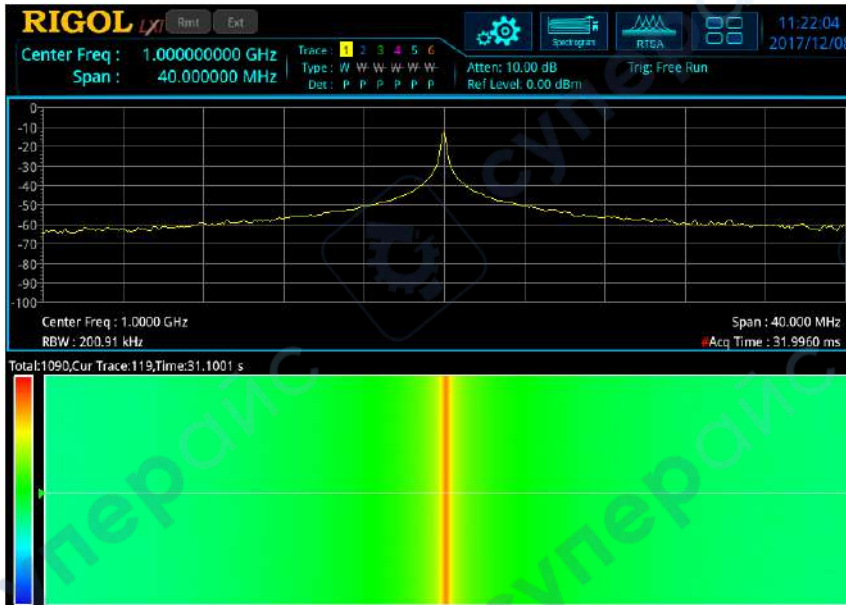 RIGOL LXI Rmt Ext
Center Freq : 1.000000000 GHz
Span : 40.000000 MHz
Trace : 1 2 3 4 5 6
Type : W W W W W W
Det : P P P P P P
Atten: 10.00 dB
Ref Level: 0.00 dBm
Trig: Free Run
Spectrogram
RTSA
11:22:04
2017/12/08
0
-10
-20
-30
-40
-50
-60
-70
-80
-90
-100
Center Freq : 1.0000 GHz
Span : 40.000 MHz
RBW : 200.91 kHz
#Acq Time : 31.9960 ms
Total:1090,Cur Trace:119,Time:31.1001 s
суперайс
суперайс
суперайс